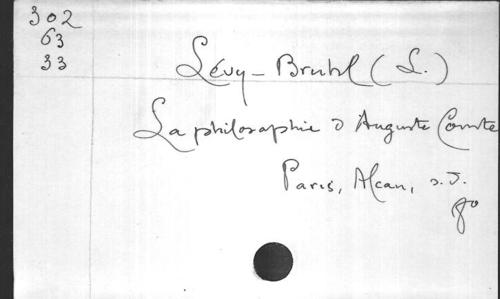 302
63
33
Lévy-Bruhl (L.)
La philosophie d'Auguste Comte
Paris, Alcan, s.d.
8°